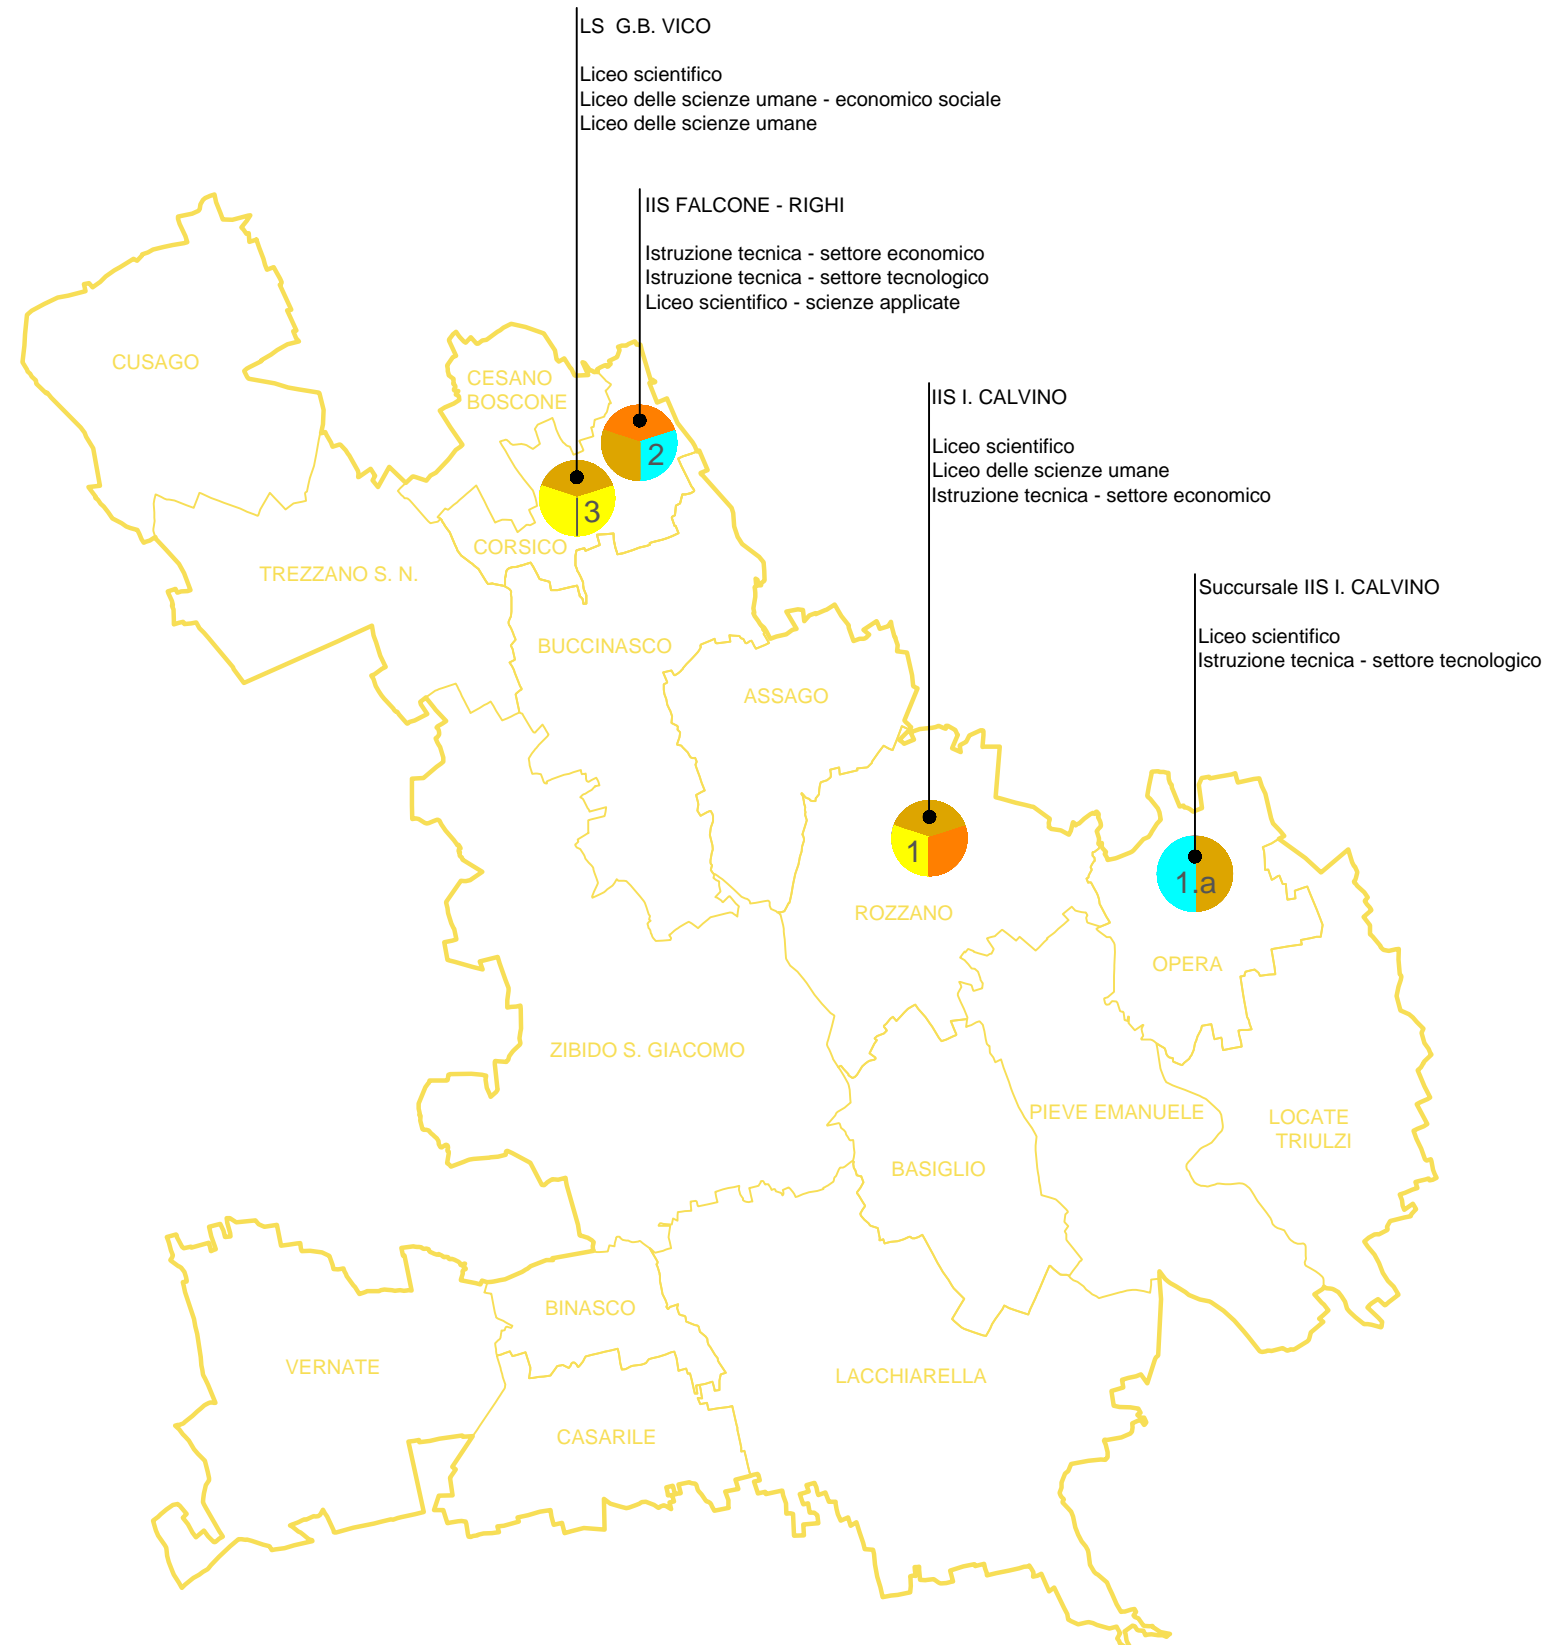 LS G.B. VICO
Liceo scientifico
Liceo delle scienze umane - economico sociale
Liceo delle scienze umane
IIS FALCONE - RIGHI
Istruzione tecnica - settore economico
Istruzione tecnica - settore tecnologico
Liceo scientifico - scienze applicate
CUSAGO
CESANO
BOSCONE
IIS I. CALVINO
Liceo scientifico
Liceo delle scienze umane
Istruzione tecnica - settore economico
2
3
CORSICO
TREZZANO S. N.
Succursale IIS I. CALVINO
Liceo scientifico
Istruzione tecnica - settore tecnologico
BUCCINASCO
ASSAGO
1
1.a
ROZZANO
OPERA
ZIBIDO S. GIACOMO
PIEVE EMANUELE
LOCATE
TRIULZI
BASIGLIO
BINASCO
VERNATE
LACCHIARELLA
CASARILE